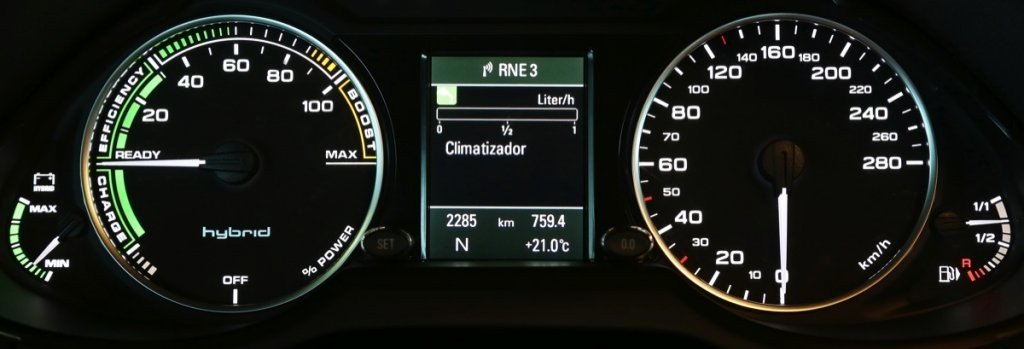 EFFICIENCY
CHARGE
BOOST
20
40
60
80
100
READY
MAX
hybrid
% POWER
OFF
HYBRID
MAX
MIN
SET
RNE 3
Liter/h
0 ½ 1
Climatizador
2285 km 759.4
N +21.0°C
0.0
0
10
20
30
40
50
60
70
80
100
120
140
160
180
200
220
240
260
280
km/h
1/1
1/2
R